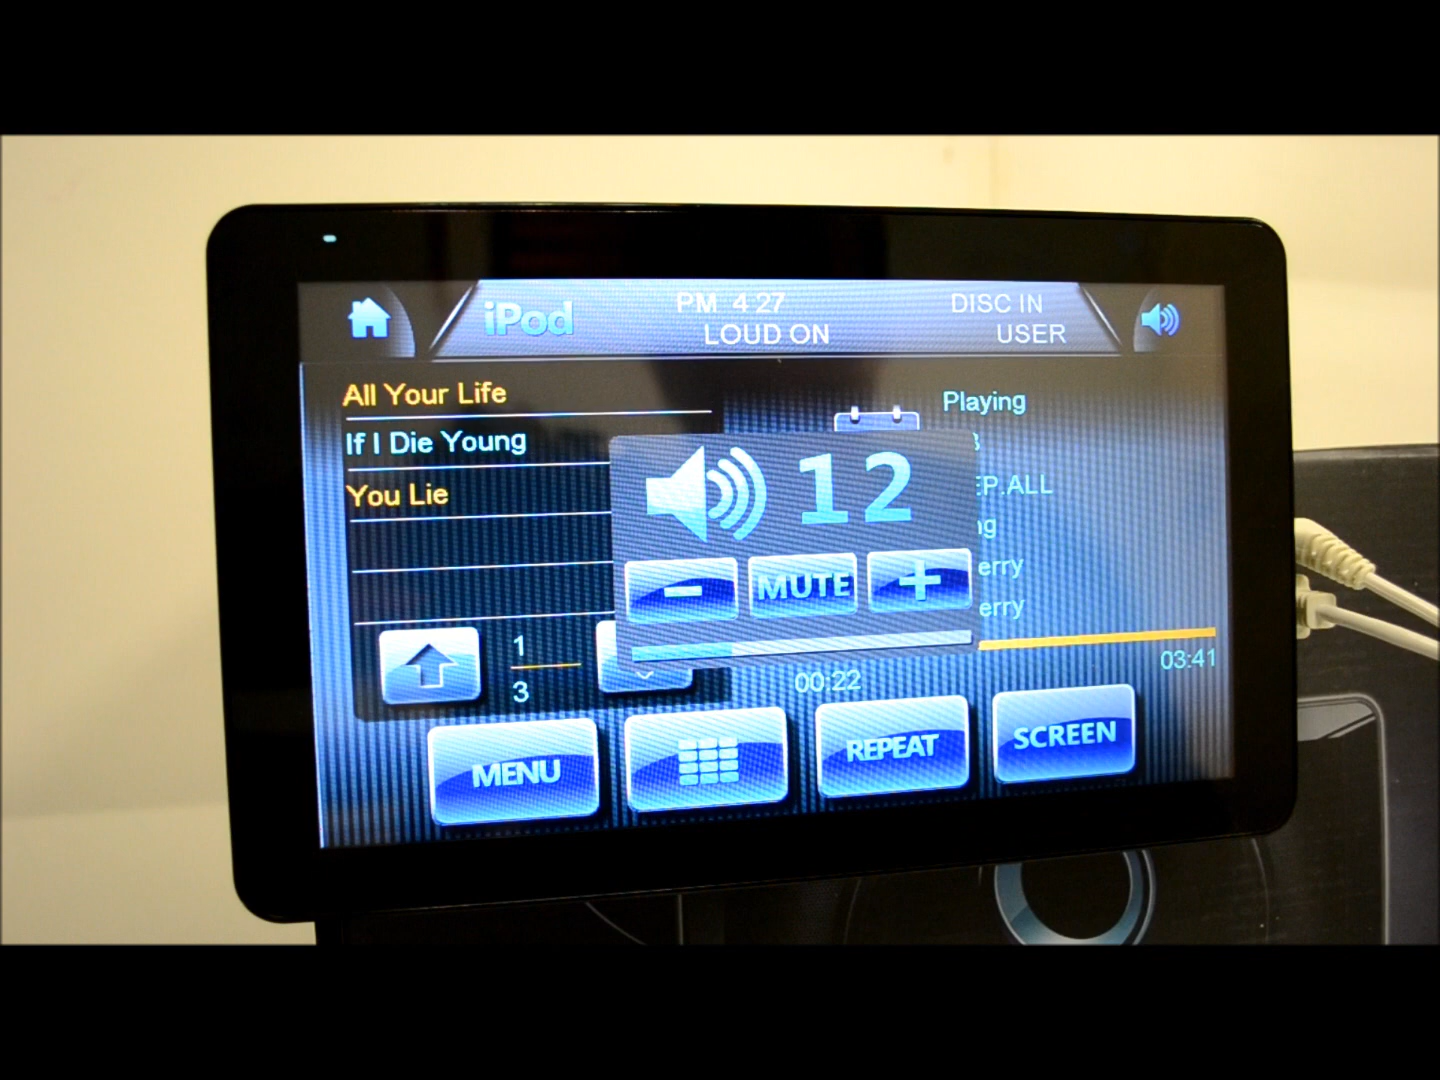 iPod
PM 4 27
DISC IN
LOUD ON
USER
All Your Life
If I Die Young
You Lie
Playing
EP.ALL
erry
erry
12
MUTE
1
3
00:22
03:41
MENU
REPEAT
SCREEN